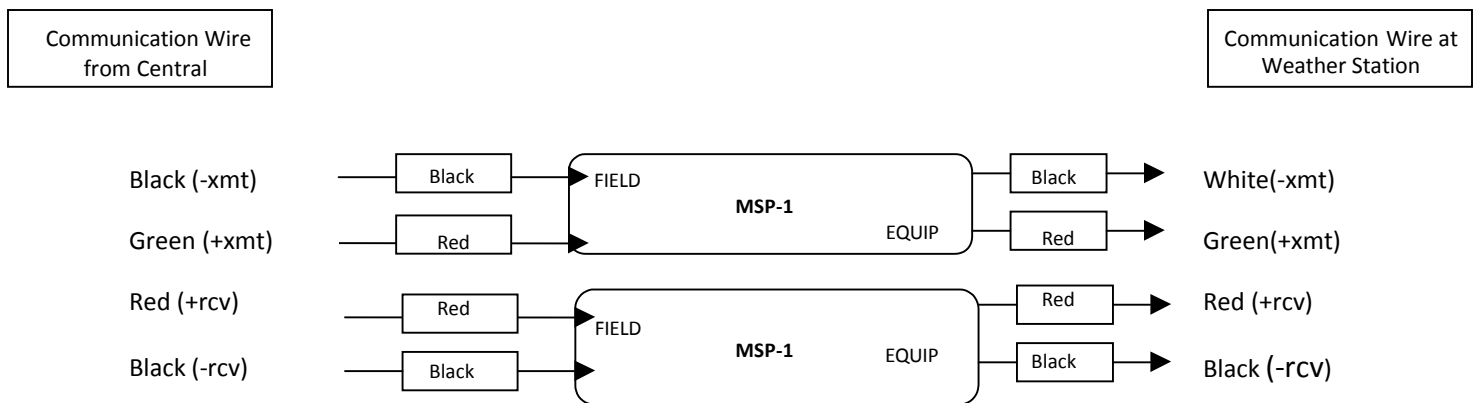 Communication Wire
from Central
Communication Wire at
Weather Station
Black (-xmt)
Black
FIELD
MSP-1
Black
White(-xmt)
Green (+xmt)
Red
EQUIP
Red
Green(+xmt)
Red (+rcv)
Red
FIELD
MSP-1
EQUIP
Red
Red (+rcv)
Black (-rcv)
Black
Black
Black (-rcv)